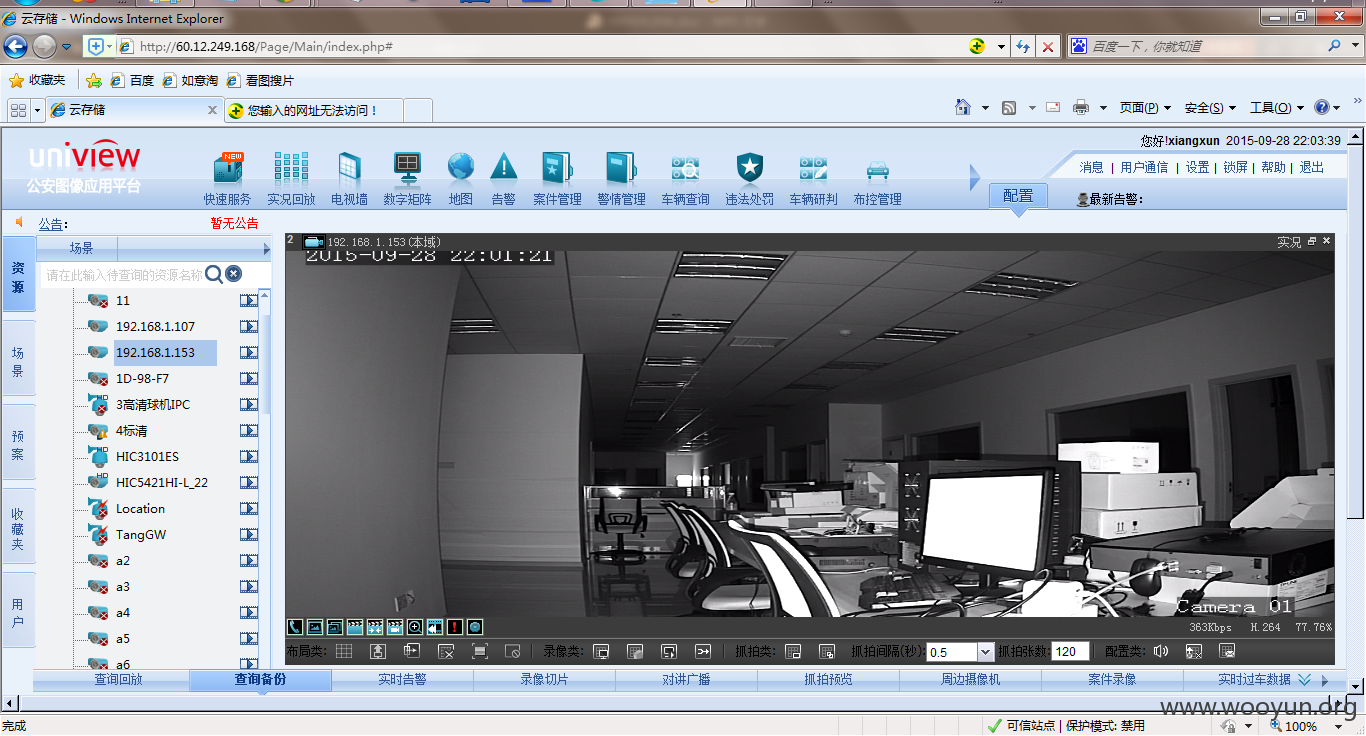 云存储 - Windows Internet Explorer
http://60.12.249.168/Page/Main/index.php#
百度一下，你就知道
收藏夹 百度 如意淘 看图搜片
云存储 您输入的网址无法访问！ 页面(P) 安全(S) 工具(O)
您好!xiangxun 2015-09-28 22:03:39
uniview
公安图像应用平台
NEW
快速服务 实况回放 电视墙 数字矩阵 地图 告警 案件管理 警情管理 车辆查询 违法处罚 车辆研判 布控管理
配置
消息 | 用户通信 | 设置 | 锁屏 | 帮助 | 退出
最新告警：
公告： 暂无公告
资源
场景
预案
收藏夹
用户
场景
请在此输入待查询的资源名称
11
192.168.1.107
192.168.1.153
1D-98-F7
3高清球机IPC
4标清
HIC3101ES
HIC5421HI-L_22
Location
TangGW
a2
a3
a4
a5
a6
2 192.168.1.153(本域) 实况
2015-09-28 22:01:21
Camera 01
363Kbps H.264 77.76%
布局类: 录像类: 抓拍类: 抓拍间隔(秒): 0.5 抓拍张数: 120 配置类:
查询回放 查询备份 实时告警 录像切片 对讲广播 抓拍预览 周边摄像机 案件录像 实时过车数据
www.wooyun.org
完成 可信站点 | 保护模式: 禁用 100%